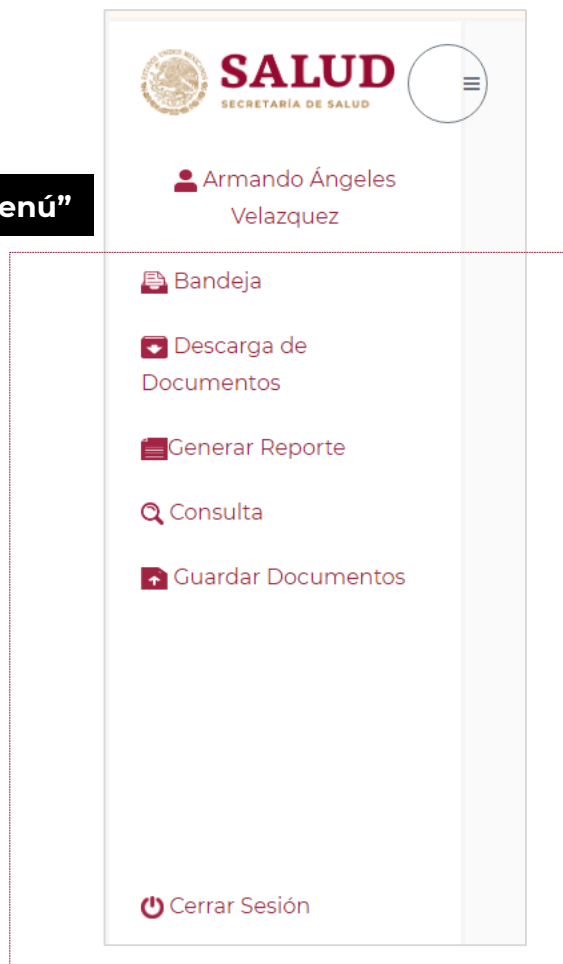 SALUD
SECRETARÍA DE SALUD
Armando Ángeles
Velazquez
enú”
Bandeja
Descarga de
Documentos
Generar Reporte
Consulta
Guardar Documentos
Cerrar Sesión